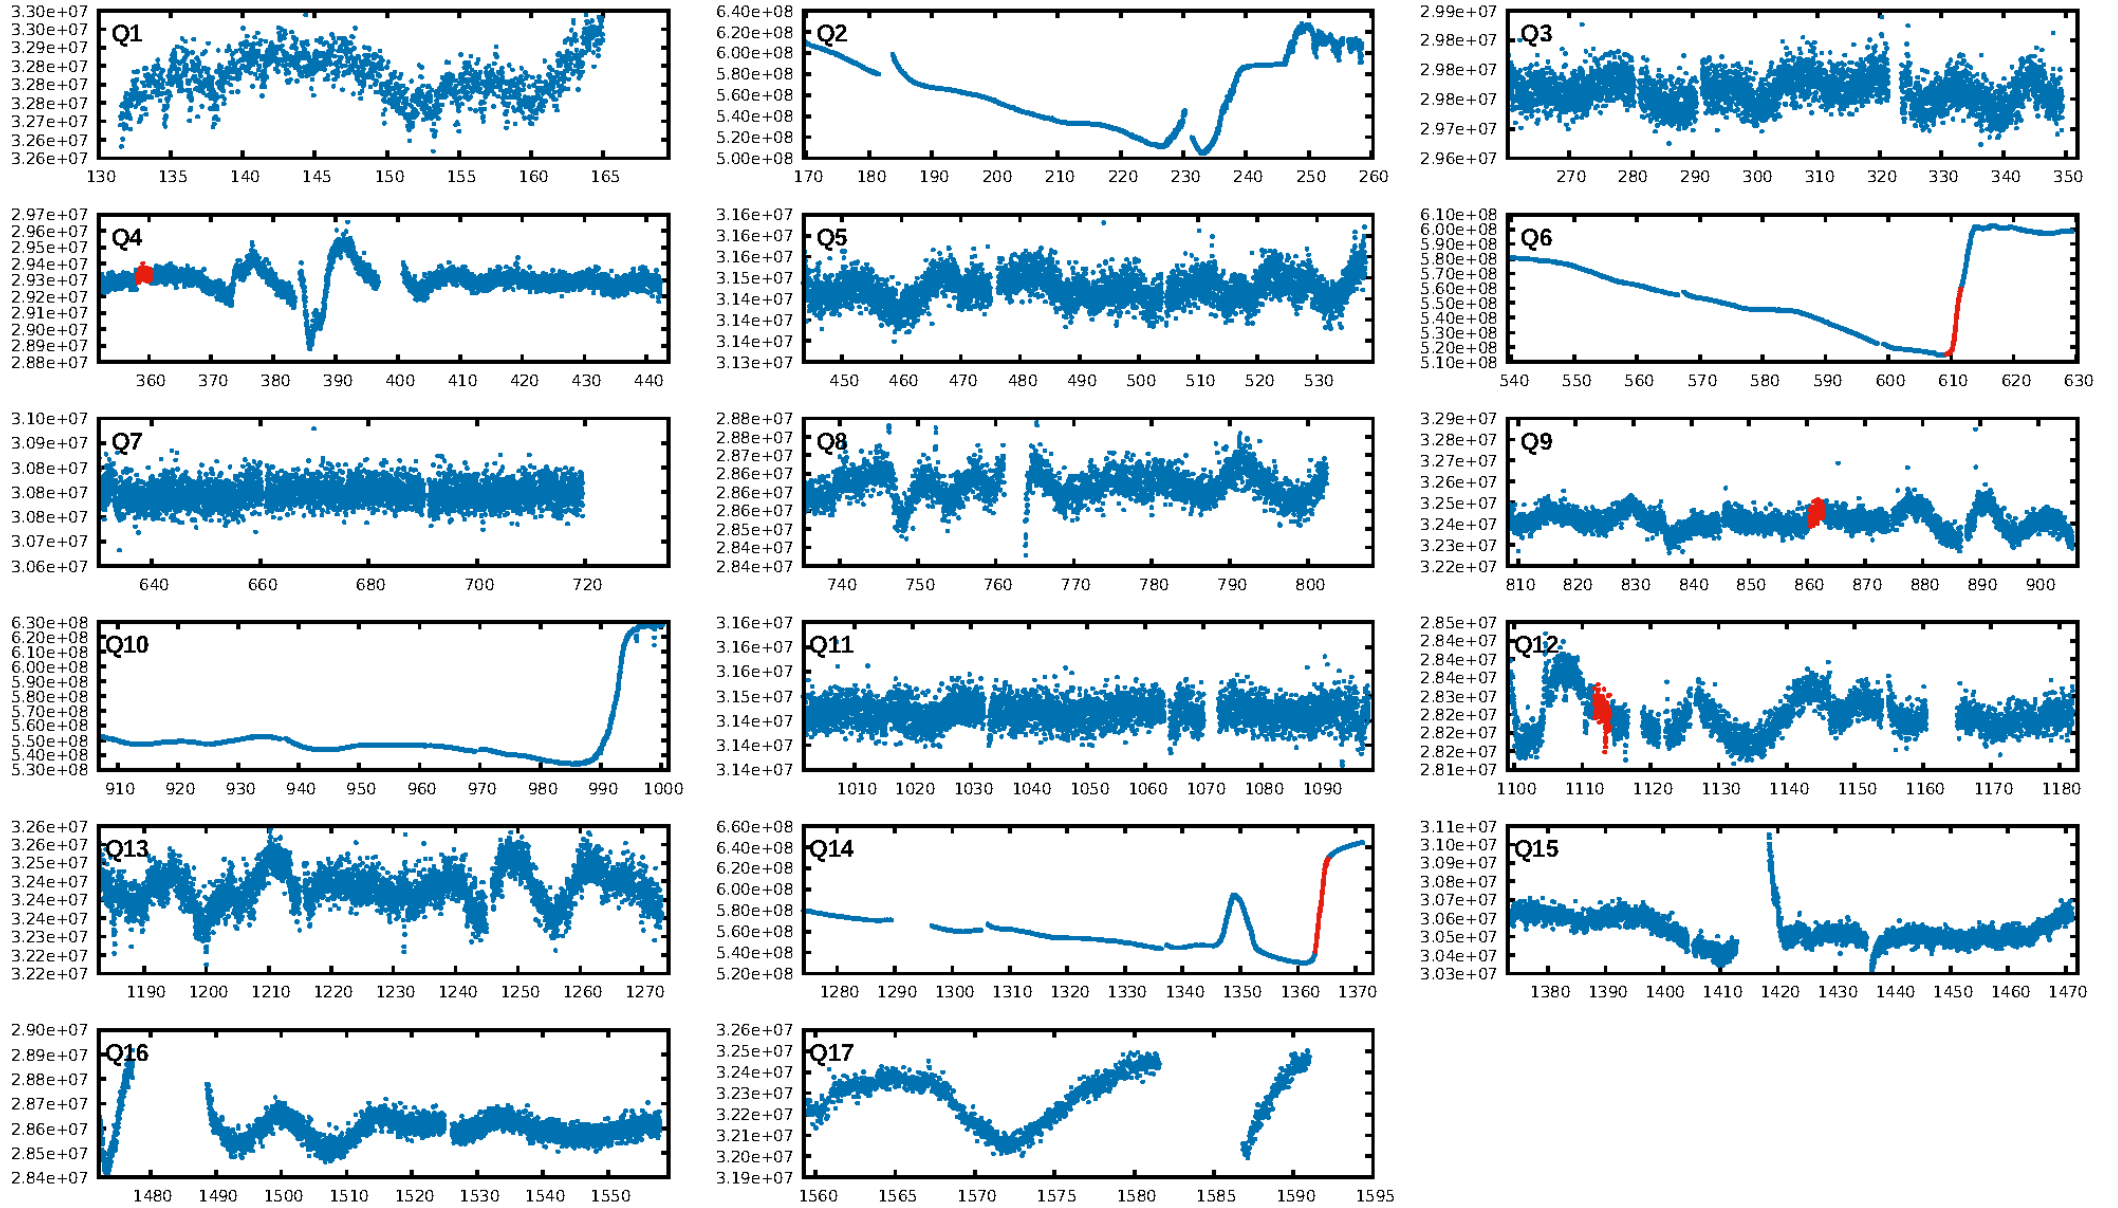 3.30e+07 3.30e+07 3.29e+07 3.29e+07 3.28e+07 3.28e+07 3.27e+07 3.26e+07 3.26e+07
Q1
130 135 140 145 150 155 160 165
6.40e+08 6.20e+08 6.00e+08 5.80e+08 5.60e+08 5.40e+08 5.20e+08 5.00e+08
Q2
170 180 190 200 210 220 230 240 250 260
2.99e+07 2.98e+07 2.98e+07 2.98e+07 2.97e+07 2.96e+07
Q3
270 280 290 300 310 320 330 340 350
2.97e+07 2.96e+07 2.95e+07 2.94e+07 2.93e+07 2.92e+07 2.91e+07 2.90e+07 2.89e+07 2.88e+07
Q4
360 370 380 390 400 410 420 430 440
3.16e+07 3.16e+07 3.15e+07 3.15e+07 3.14e+07 3.14e+07 3.13e+07
Q5
450 460 470 480 490 500 510 520 530
6.10e+08 6.00e+08 5.90e+08 5.80e+08 5.70e+08 5.60e+08 5.50e+08 5.40e+08 5.30e+08 5.20e+08 5.10e+08
Q6
540 550 560 570 580 590 600 610 620 630
3.10e+07 3.09e+07 3.08e+07 3.08e+07 3.08e+07 3.07e+07 3.06e+07
Q7
640 660 680 700 720
2.88e+07 2.88e+07 2.87e+07 2.86e+07 2.86e+07 2.86e+07 2.85e+07 2.84e+07 2.84e+07
Q8
740 750 760 770 780 790 800
3.29e+07 3.27e+07 3.26e+07 3.25e+07 3.24e+07 3.23e+07 3.22e+07
Q9
810 820 830 840 850 860 870 880 890 900
6.30e+08 6.20e+08 6.10e+08 6.00e+08 5.90e+08 5.80e+08 5.70e+08 5.60e+08 5.50e+08 5.40e+08 5.30e+08
Q10
910 920 930 940 950 960 970 980 990 1000
3.16e+07 3.16e+07 3.16e+07 3.15e+07 3.14e+07 3.14e+07 3.14e+07
Q11
1010 1020 1030 1040 1050 1060 1070 1080 1090
2.85e+07 2.84e+07 2.84e+07 2.84e+07 2.83e+07 2.82e+07 2.82e+07 2.82e+07 2.81e+07
Q12
1100 1110 1120 1130 1140 1150 1160 1170 1180
3.26e+07 3.26e+07 3.25e+07 3.24e+07 3.24e+07 3.23e+07 3.22e+07 3.22e+07
Q13
1190 1200 1210 1220 1230 1240 1250 1260 1270
6.60e+08 6.40e+08 6.20e+08 6.00e+08 5.80e+08 5.60e+08 5.40e+08 5.20e+08
Q14
1280 1290 1300 1310 1320 1330 1340 1350 1360 1370
3.11e+07 3.10e+07 3.09e+07 3.08e+07 3.07e+07 3.06e+07 3.05e+07 3.04e+07 3.03e+07
Q15
1380 1390 1400 1410 1420 1430 1440 1450 1460 1470
2.90e+07 2.89e+07 2.88e+07 2.87e+07 2.86e+07 2.85e+07 2.84e+07
Q16
1480 1490 1500 1510 1520 1530 1540 1550
3.26e+07 3.25e+07 3.24e+07 3.23e+07 3.22e+07 3.21e+07 3.20e+07 3.19e+07
Q17
1560 1565 1570 1575 1580 1585 1590 1595